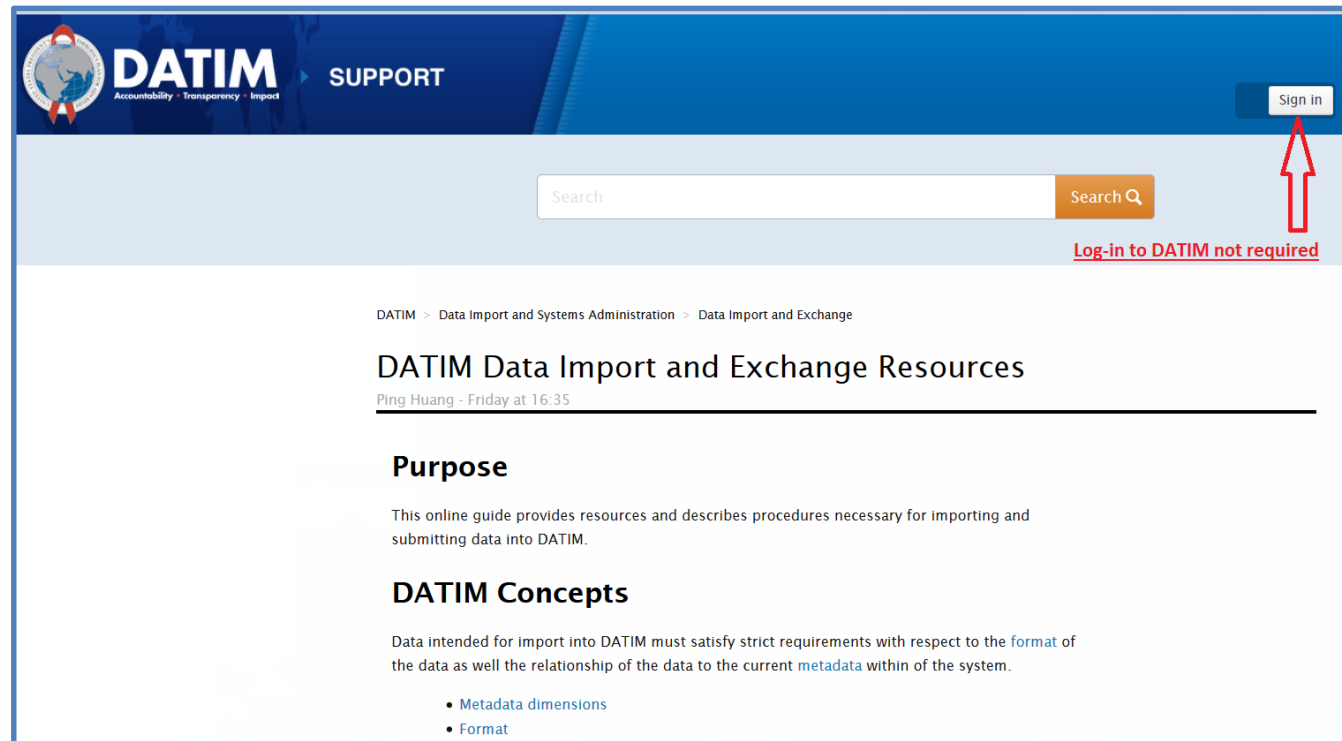 DATIM
Accountability • Transparency • Impact
SUPPORT
Sign in
Search
Search
Log-in to DATIM not required
DATIM > Data Import and Systems Administration > Data Import and Exchange
DATIM Data Import and Exchange Resources
Ping Huang - Friday at 16:35
Purpose
This online guide provides resources and describes procedures necessary for importing and
submitting data into DATIM.
DATIM Concepts
Data intended for import into DATIM must satisfy strict requirements with respect to the format of
the data as well the relationship of the data to the current metadata within of the system.
• Metadata dimensions
• Format